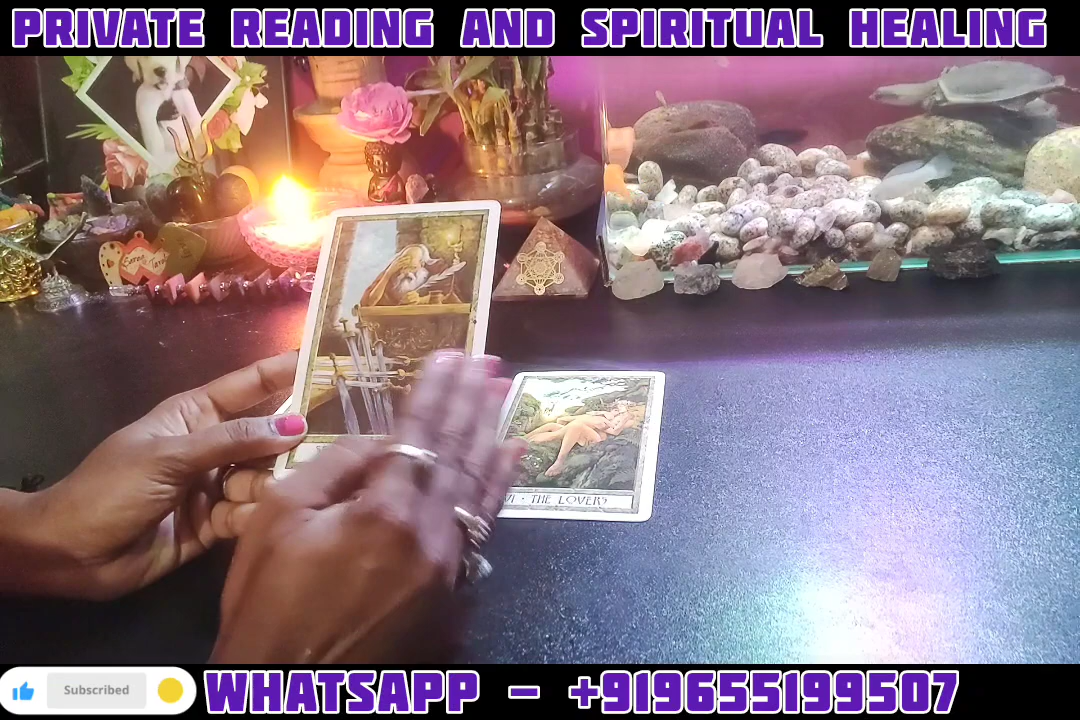 PRIVATE READING AND SPIRITUAL HEALING
VI · THE LOVERS
Subscribed
WHATSAPP - +919655199507